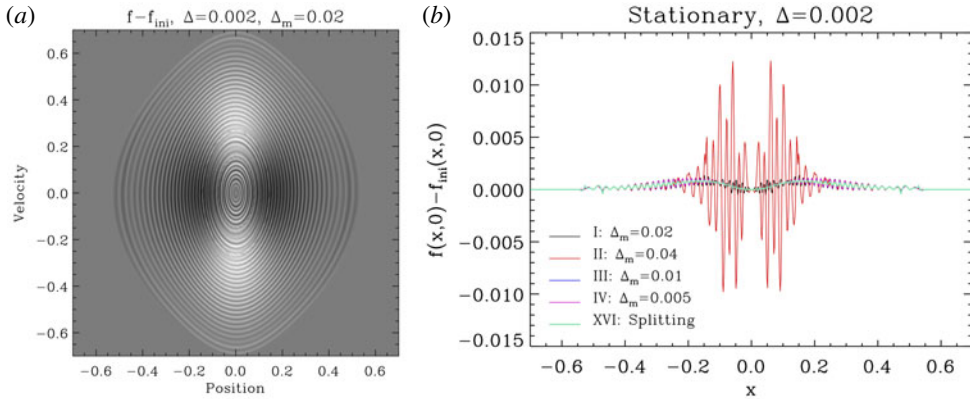 (a)
f−f_ini, Δ=0.002, Δ_m=0.02
0.6
0.4
0.2
0.0
−0.2
−0.4
−0.6
Velocity
−0.6 −0.4 −0.2 0.0 0.2 0.4 0.6
Position
(b)
Stationary, Δ=0.002
0.015
0.010
0.005
0.000
−0.005
−0.010
−0.015
f(x,0)−f_ini(x,0)
I: Δ_m=0.02
II: Δ_m=0.04
III: Δ_m=0.01
IV: Δ_m=0.005
XVI: Splitting
−0.6 −0.4 −0.2 0.0 0.2 0.4 0.6
x